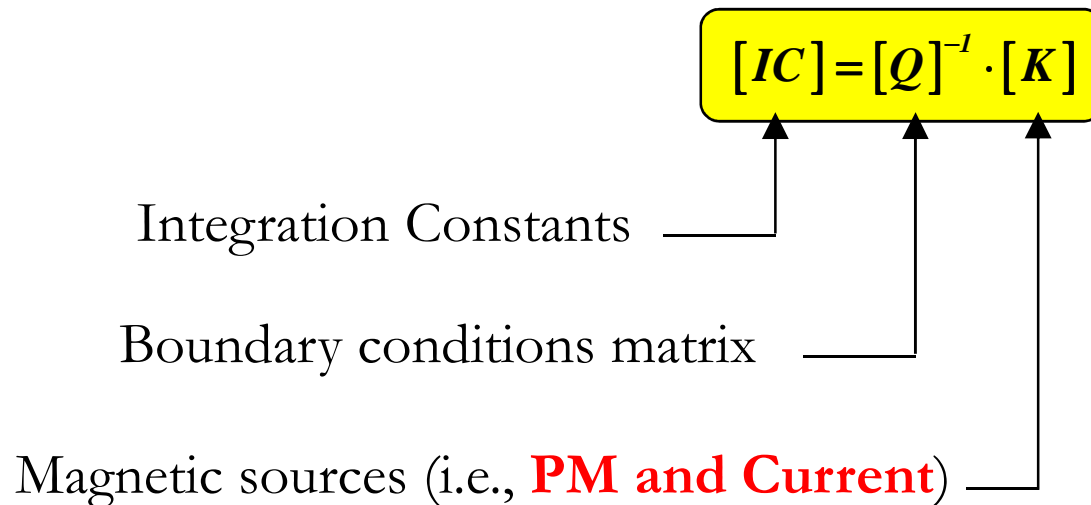 [IC]=[Q]⁻¹·[K]
Integration Constants
Boundary conditions matrix
Magnetic sources (i.e., PM and Current)